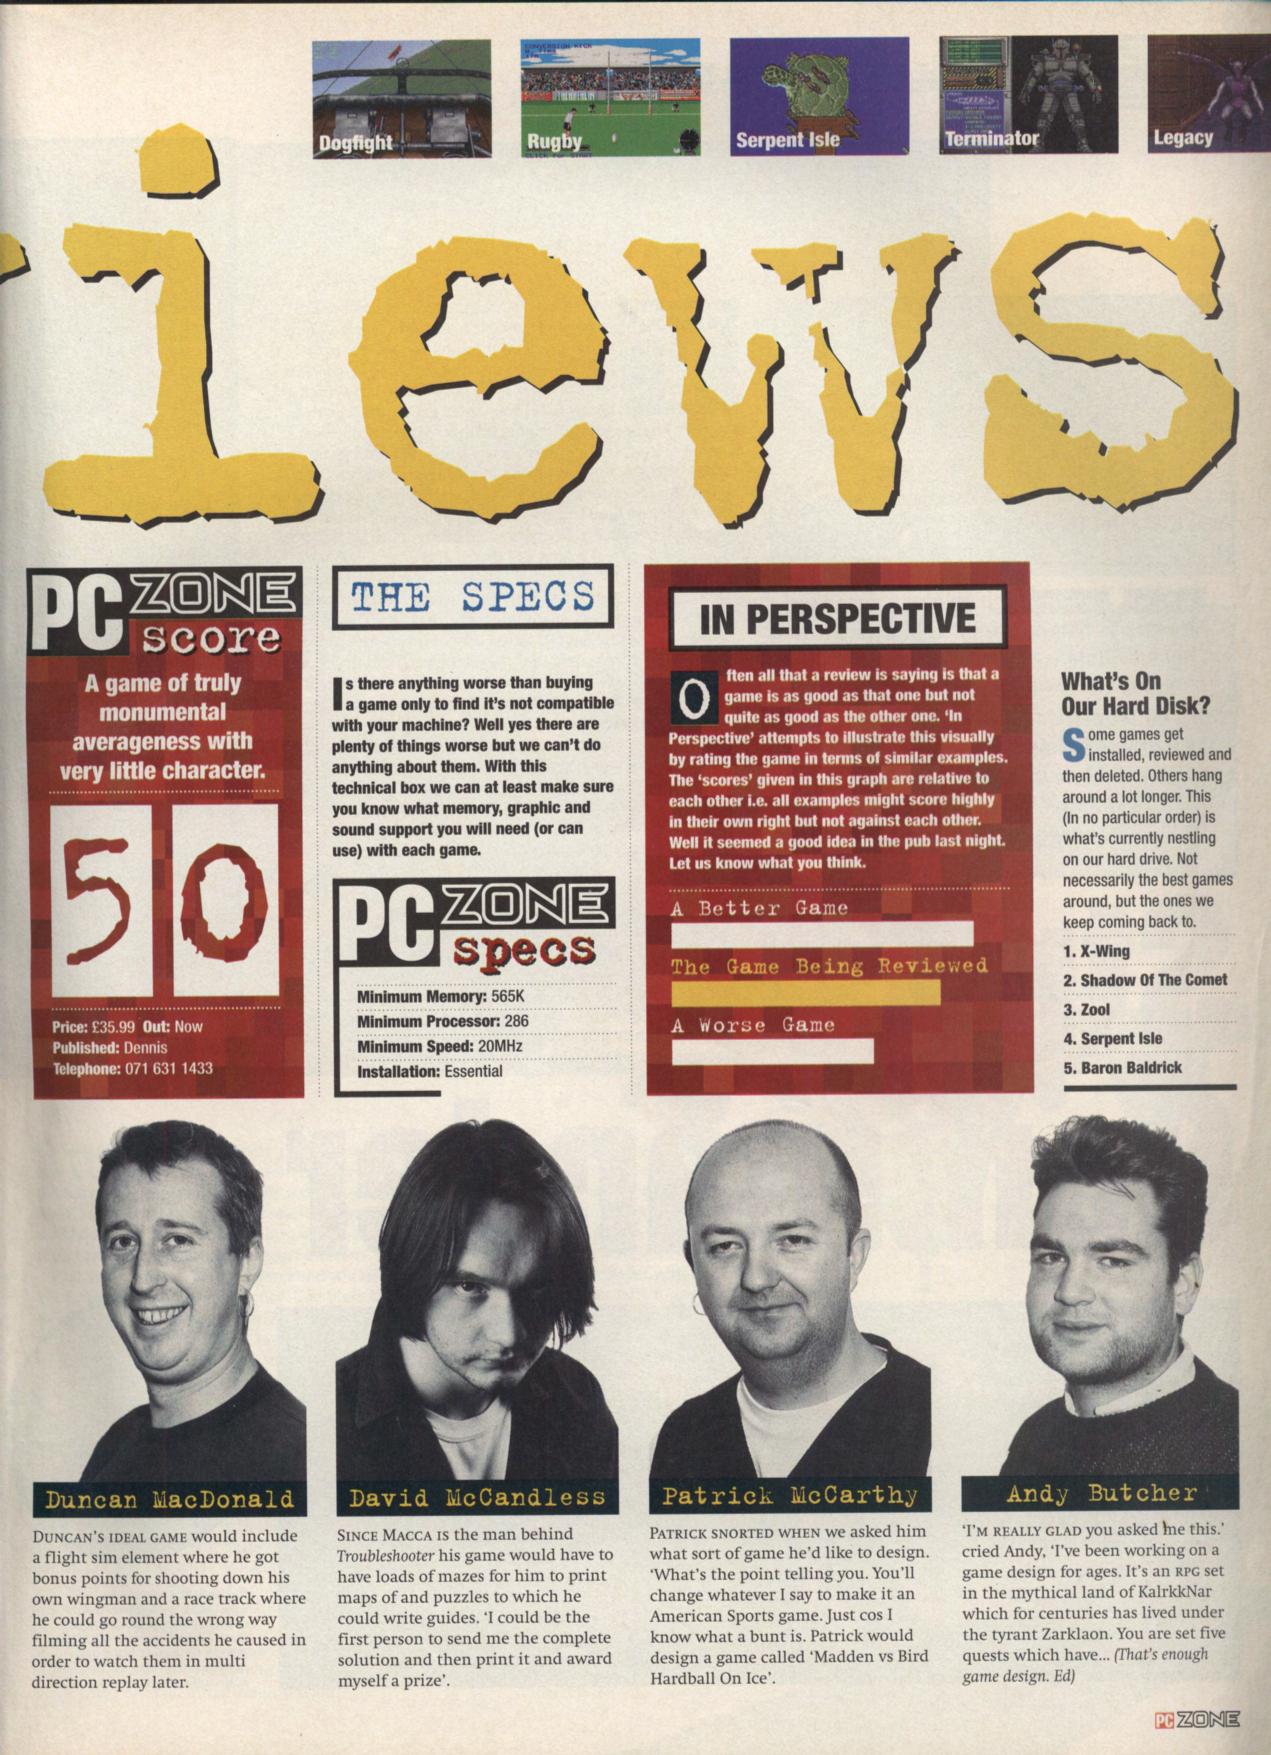 Dogfight
Rugby
Serpent Isle
Terminator
Legacy
iews
PC ZONE
score
A game of truly
monumental
averageness with
very little character.
50
Price: £35.99 Out: Now
Published: Dennis
Telephone: 071 631 1433
THE SPECS
Is there anything worse than buying
a game only to find it's not compatible
with your machine? Well yes there are
plenty of things worse but we can't do
anything about them. With this
technical box we can at least make sure
you know what memory, graphic and
sound support you will need (or can
use) with each game.
PC ZONE
specs
Minimum Memory: 565K
Minimum Processor: 286
Minimum Speed: 20MHz
Installation: Essential
IN PERSPECTIVE
Often all that a review is saying is that a
game is as good as that one but not
quite as good as the other one. 'In
Perspective' attempts to illustrate this visually
by rating the game in terms of similar examples.
The 'scores' given in this graph are relative to
each other i.e. all examples might score highly
in their own right but not against each other.
Well it seemed a good idea in the pub last night.
Let us know what you think.
A Better Game
The Game Being Reviewed
A Worse Game
What's On
Our Hard Disk?
Some games get
installed, reviewed and
then deleted. Others hang
around a lot longer. This
(In no particular order) is
what's currently nestling
on our hard drive. Not
necessarily the best games
around, but the ones we
keep coming back to.
1. X-Wing
2. Shadow Of The Comet
3. Zool
4. Serpent Isle
5. Baron Baldrick
Duncan MacDonald
DUNCAN'S IDEAL GAME would include
a flight sim element where he got
bonus points for shooting down his
own wingman and a race track where
he could go round the wrong way
filming all the accidents he caused in
order to watch them in multi
direction replay later.
David McCandless
SINCE MACCA IS the man behind
Troubleshooter his game would have to
have loads of mazes for him to print
maps of and puzzles to which he
could write guides. 'I could be the
first person to send me the complete
solution and then print it and award
myself a prize'.
Patrick McCarthy
PATRICK SNORTED WHEN we asked him
what sort of game he'd like to design.
'What's the point telling you. You'll
change whatever I say to make it an
American Sports game. Just cos I
know what a bunt is. Patrick would
design a game called 'Madden vs Bird
Hardball On Ice'.
Andy Butcher
'I'M REALLY GLAD you asked me this.'
cried Andy, 'I've been working on a
game design for ages. It's an RPG set
in the mythical land of KalrkkNar
which for centuries has lived under
the tyrant Zarklaon. You are set five
quests which have... (That's enough
game design. Ed)
PC ZONE